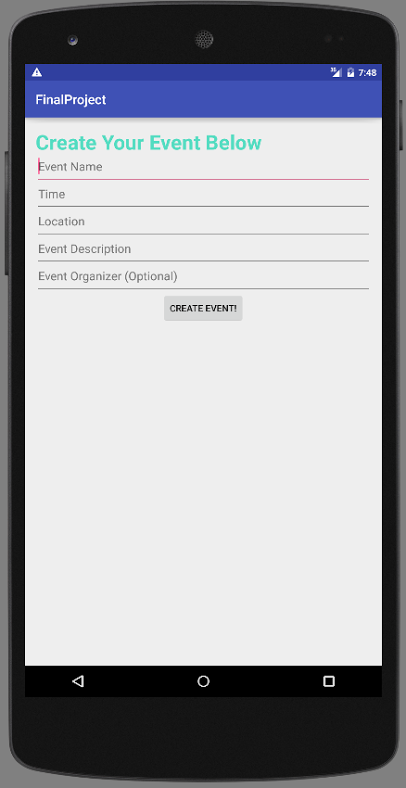 7:48
FinalProject
Create Your Event Below
Event Name
Time
Location
Event Description
Event Organizer (Optional)
CREATE EVENT!